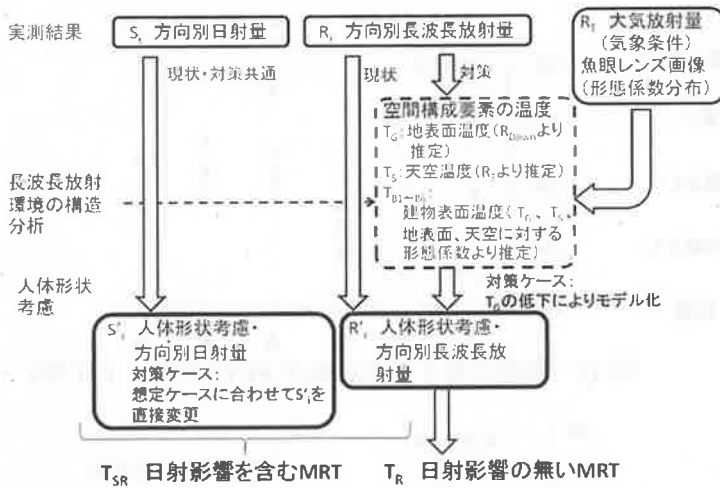 実測結果
S_i 方向別日射量
R_i 方向別長波長放射量
R_↓ 大気放射量
(気象条件)
魚眼レンズ画像
(形態係数分布)
現状・対策共通
現状
対策
空間構成要素の温度
T_G:地表面温度(R_Downより
推定)
T_S:天空温度(R_↓より推定)
建物表面温度(T_G、T_S、
地表面、天空に対する
形態係数より推定)
長波長放射
環境の構造
分析
対策ケース:
T_Gの低下によりモデル化
人体形状
考慮
S'_i 人体形状考慮・
方向別日射量
対策ケース:
想定ケースに合わせてS'_iを
直接変更
R'_i 人体形状考慮・
方向別長波長放
射量
T_SR 日射影響を含むMRT
T_R 日射影響の無いMRT